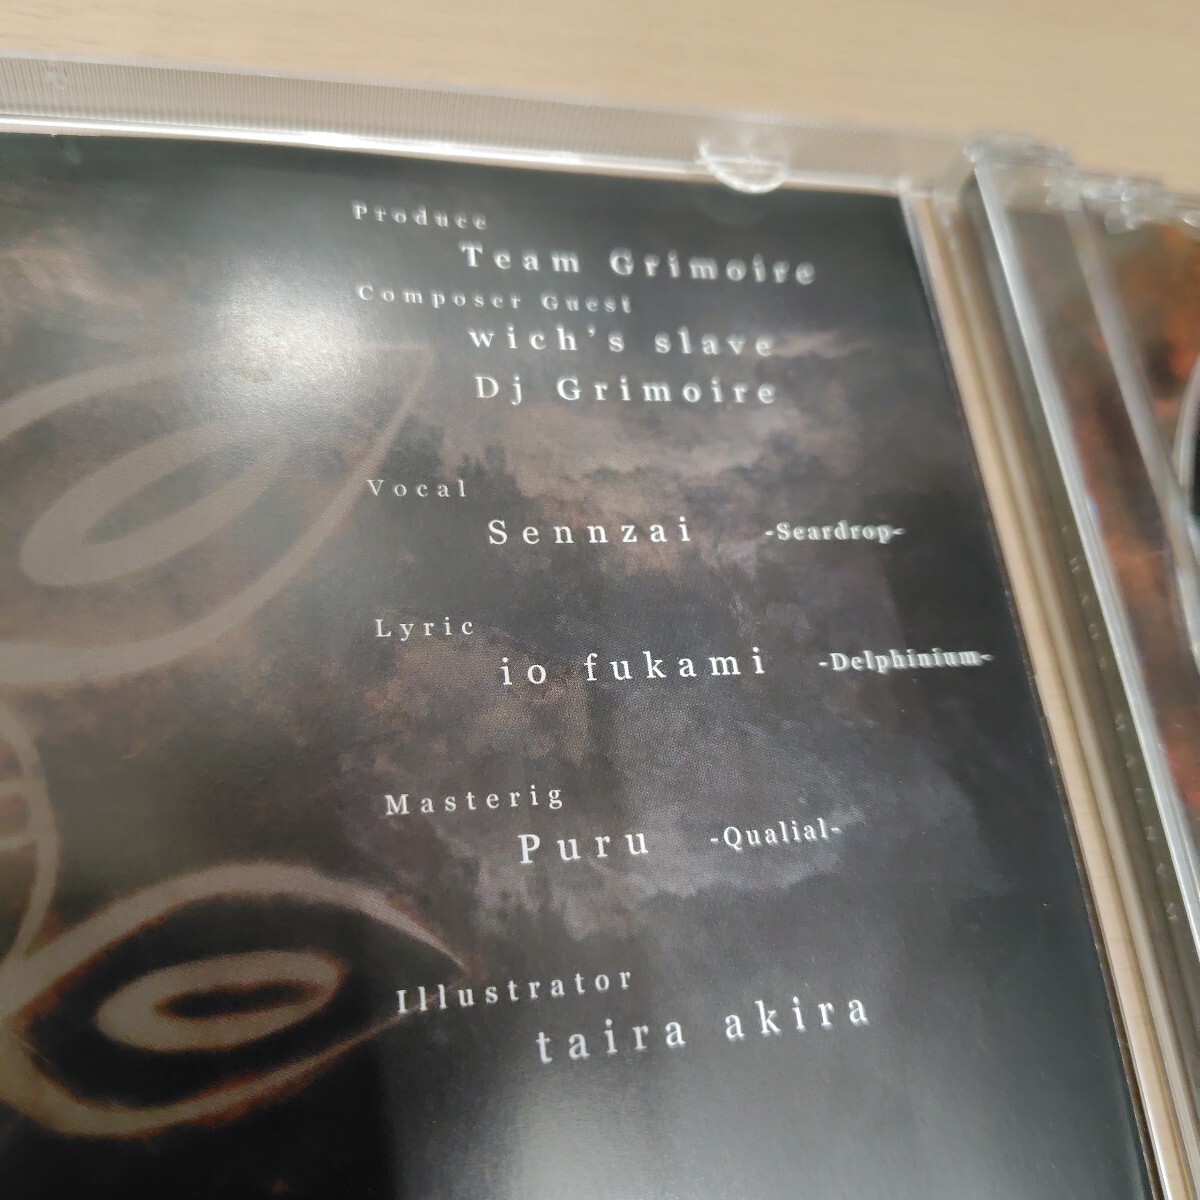 Produce
Team Grimoire
Composer Guest
wich's slave
Dj Grimoire
Vocal
Sennzai -Seardrop-
Lyric
io fukami -Delphinium-
Masterig
Puru -Qualial-
Illustrator
taira akira